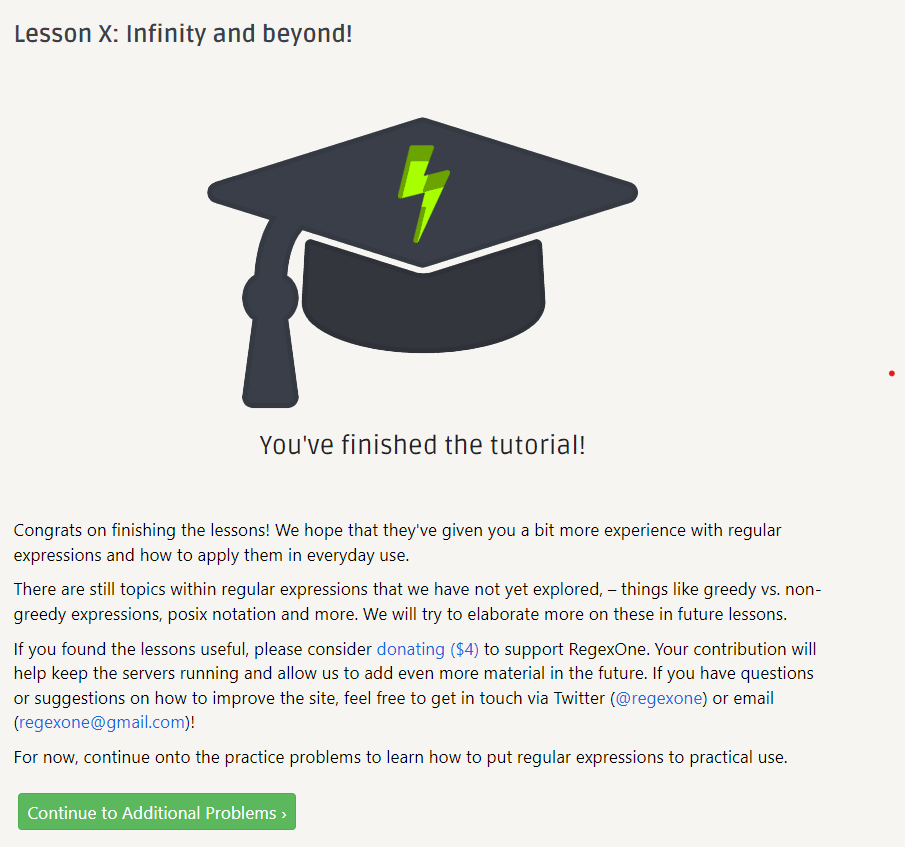 Lesson X: Infinity and beyond!
You've finished the tutorial!
Congrats on finishing the lessons! We hope that they've given you a bit more experience with regular
expressions and how to apply them in everyday use.
There are still topics within regular expressions that we have not yet explored, – things like greedy vs. non-
greedy expressions, posix notation and more. We will try to elaborate more on these in future lessons.
If you found the lessons useful, please consider donating ($4) to support RegexOne. Your contribution will
help keep the servers running and allow us to add even more material in the future. If you have questions
or suggestions on how to improve the site, feel free to get in touch via Twitter (@regexone) or email
(regexone@gmail.com)!
For now, continue onto the practice problems to learn how to put regular expressions to practical use.
Continue to Additional Problems ›